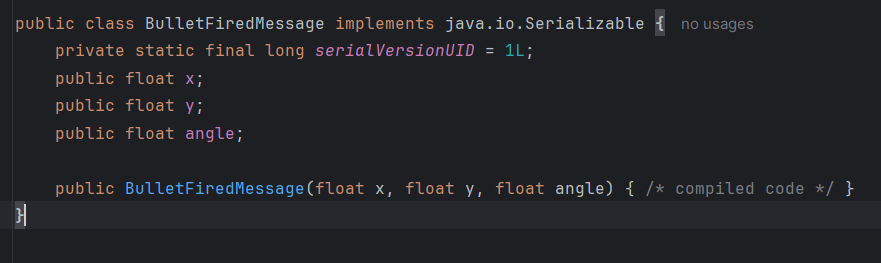 public class BulletFiredMessage implements java.io.Serializable { no usages
    private static final long serialVersionUID = 1L;
    public float x;
    public float y;
    public float angle;
    public BulletFiredMessage(float x, float y, float angle) { /* compiled code */ }
}